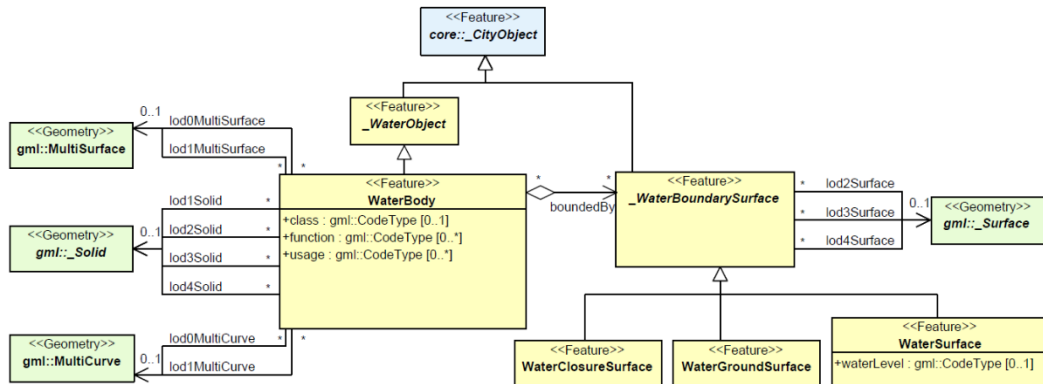 <<Feature>>
core::_CityObject
<<Feature>>
_WaterObject
<<Geometry>>
gml::MultiSurface
0..1
lod0MultiSurface
lod1MultiSurface
*
*
<<Feature>>
WaterBody
+class : gml::CodeType [0..1]
+function : gml::CodeType [0..*]
+usage : gml::CodeType [0..*]
*
*
boundedBy
<<Feature>>
_WaterBoundarySurface
*
lod2Surface
*
lod3Surface
*
lod4Surface
0..1
<<Geometry>>
gml::_Surface
<<Geometry>>
gml::_Solid
0..1
lod1Solid
*
lod2Solid
*
lod3Solid
*
lod4Solid
*
<<Geometry>>
gml::MultiCurve
0..1
lod0MultiCurve
lod1MultiCurve
*
*
<<Feature>>
WaterClosureSurface
<<Feature>>
WaterGroundSurface
<<Feature>>
WaterSurface
+waterLevel : gml::CodeType [0..1]